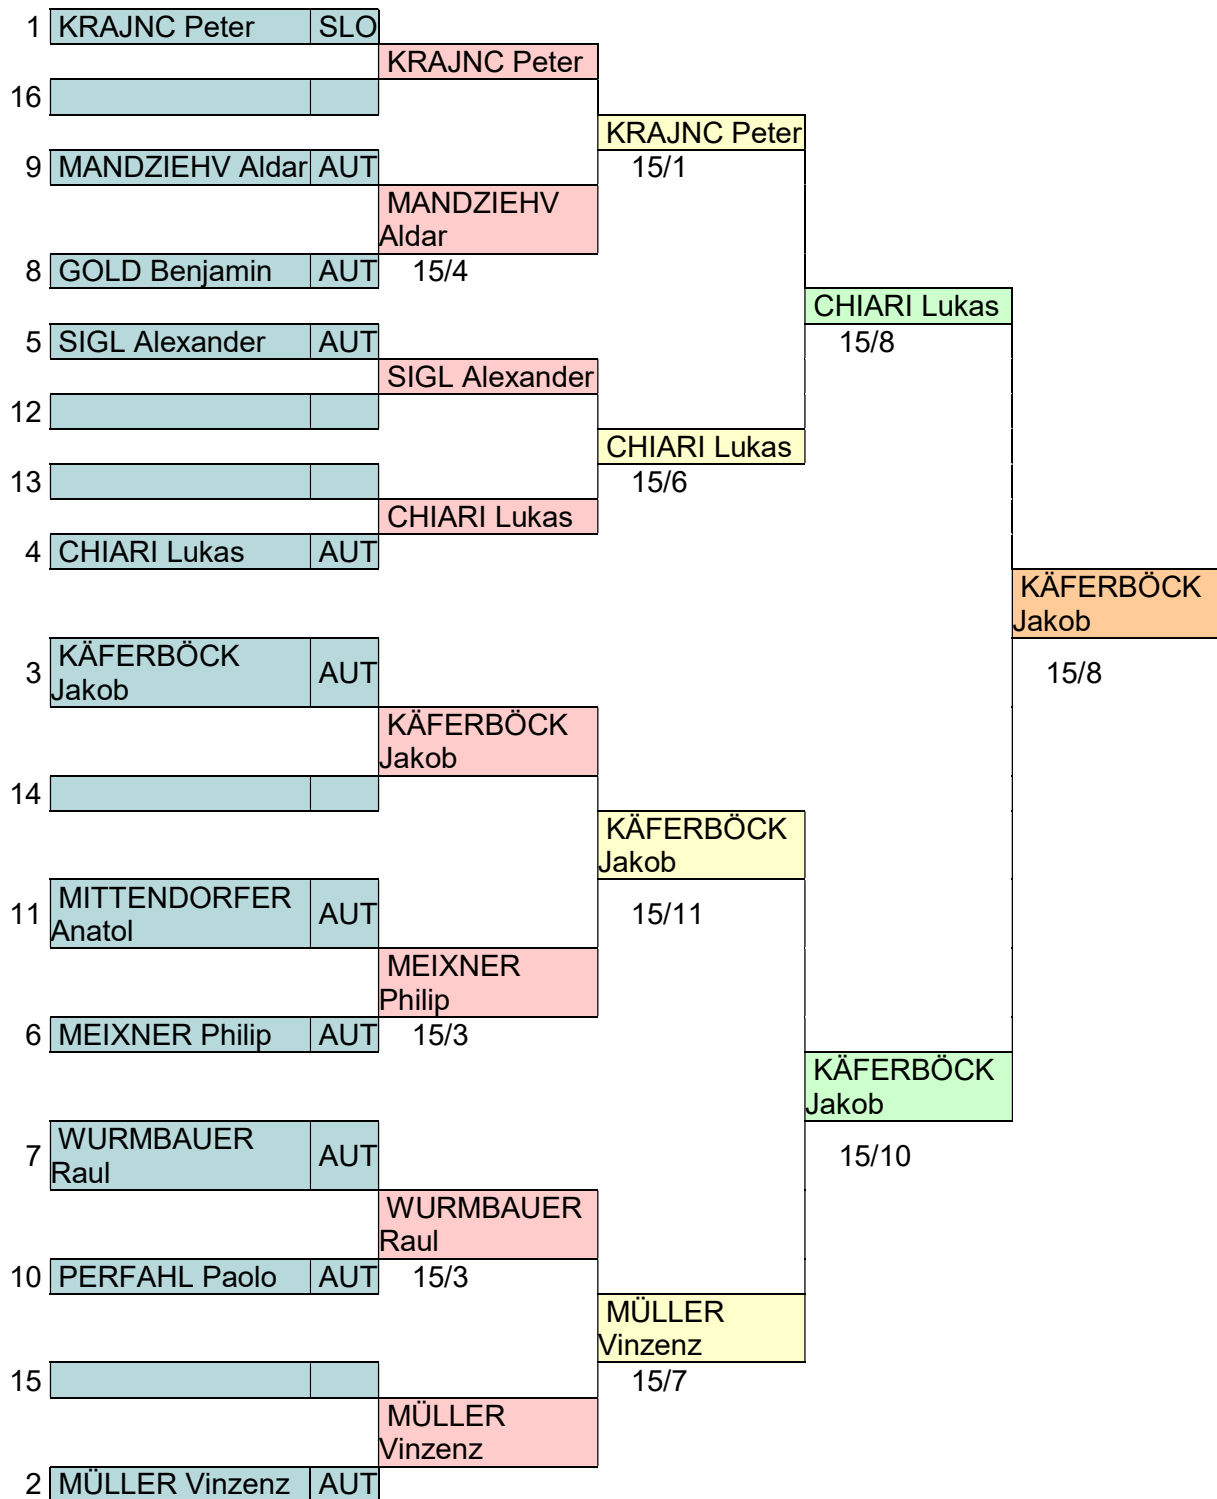 1 KRAJNC Peter SLO
KRAJNC Peter
16
KRAJNC Peter
9 MANDZIEHV Aldar AUT 15/1
MANDZIEHV
Aldar
8 GOLD Benjamin AUT 15/4
CHIARI Lukas
5 SIGL Alexander AUT 15/8
SIGL Alexander
12
CHIARI Lukas
13 15/6
CHIARI Lukas
4 CHIARI Lukas AUT
KÄFERBÖCK
Jakob
3 KÄFERBÖCK
Jakob AUT 15/8
KÄFERBÖCK
Jakob
14
KÄFERBÖCK
Jakob
11 MITTENDORFER
Anatol AUT 15/11
MEIXNER
Philip
6 MEIXNER Philip AUT 15/3
KÄFERBÖCK
Jakob
7 WURMBAUER
Raul AUT 15/10
WURMBAUER
Raul
10 PERFAHL Paolo AUT 15/3
MÜLLER
Vinzenz
15 15/7
MÜLLER
Vinzenz
2 MÜLLER Vinzenz AUT